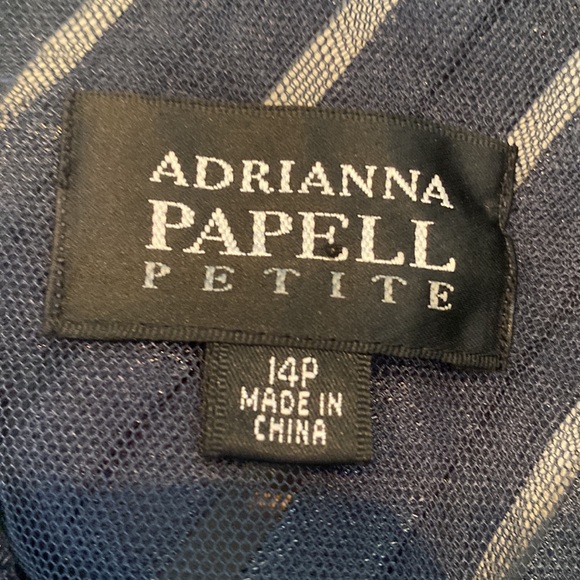 ADRIANNA
PAPELL
PETITE
14P
MADE IN
CHINA